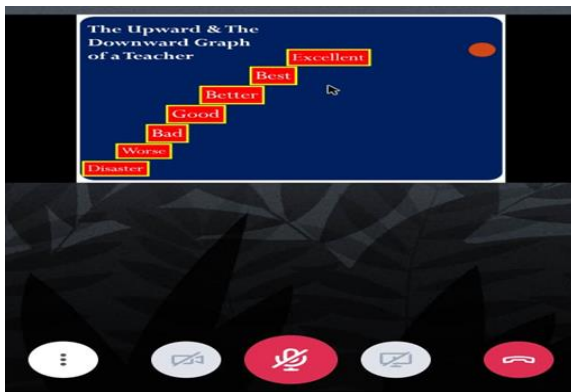 The Upward & The
Downward Graph
of a Teacher
Excellent
Best
Better
Good
Bad
Worse
Disaster